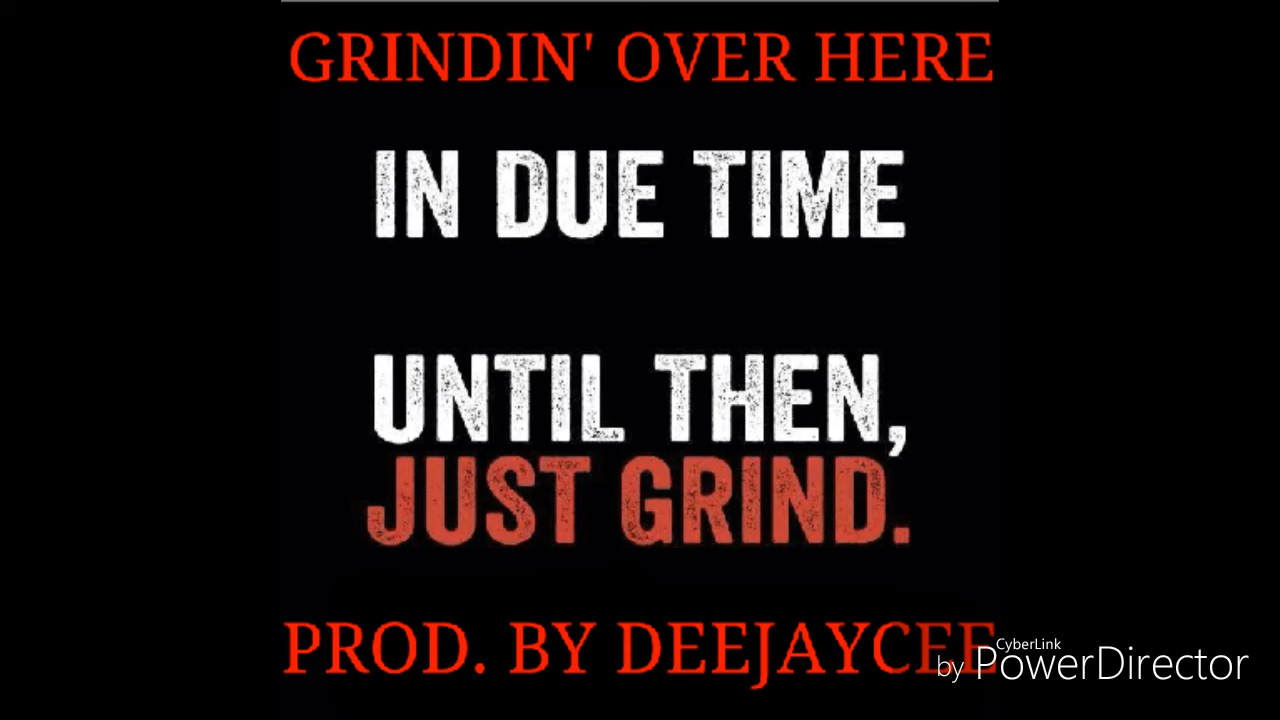 GRINDIN' OVER HERE
IN DUE TIME
UNTIL THEN,
JUST GRIND.
PROD. BY DEEJAYCEE
CyberLink
by PowerDirector